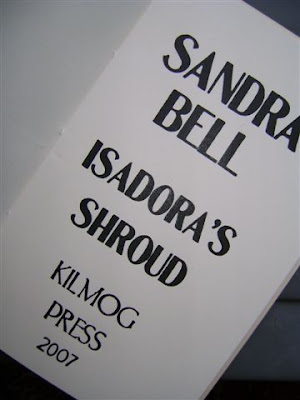 SANDRA
BELL
ISADORA'S
SHROUD
KILMOG
PRESS
2007